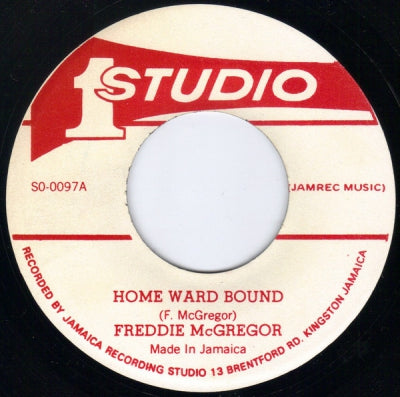 1 STUDIO
SO-0097A
(JAMREC MUSIC)
HOME WARD BOUND
(F. McGregor)
FREDDIE McGREGOR
Made In Jamaica
RECORDED BY JAMAICA RECORDING STUDIO 13 BRENTFORD RD. KINGSTON JAMAICA